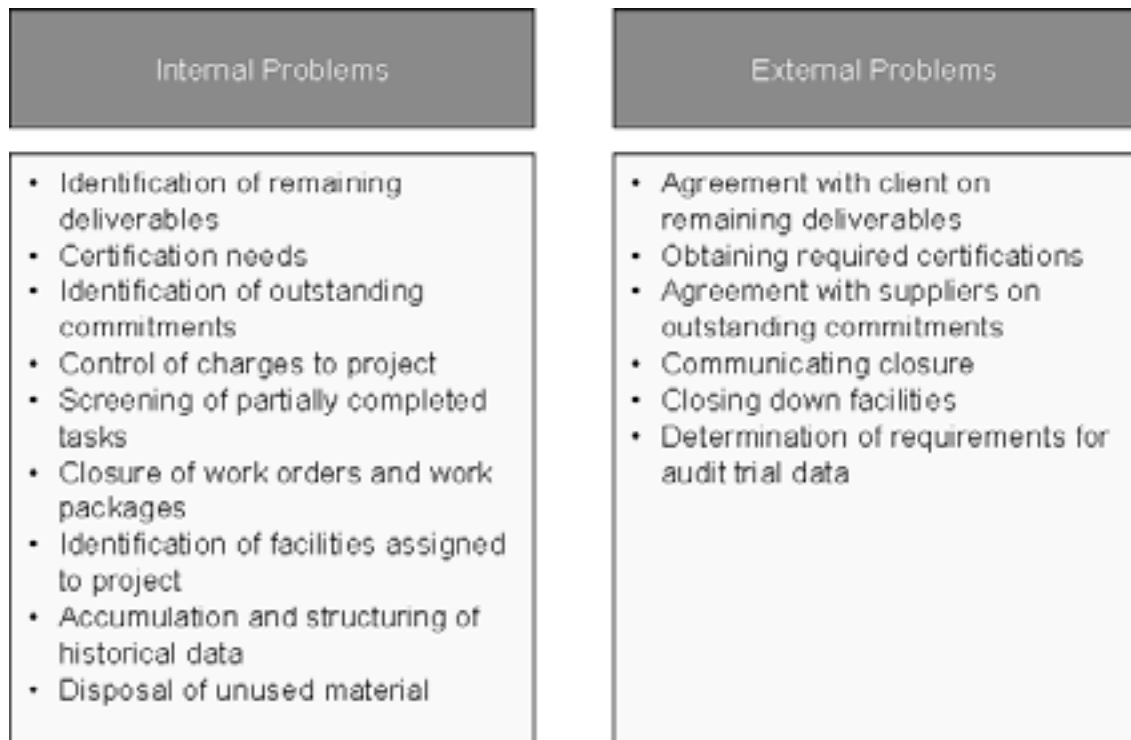 Internal Problems
• Identification of remaining
deliverables
• Certification needs
• Identification of outstanding
commitments
• Control of charges to project
• Screening of partially completed
tasks
• Closure of work orders and work
packages
• Identification of facilities assigned
to project
• Accumulation and structuring of
historical data
• Disposal of unused material
External Problems
• Agreement with client on
remaining deliverables
• Obtaining required certifications
• Agreement with suppliers on
outstanding commitments
• Communicating closure
• Closing down facilities
• Determination of requirements for
audit trial data